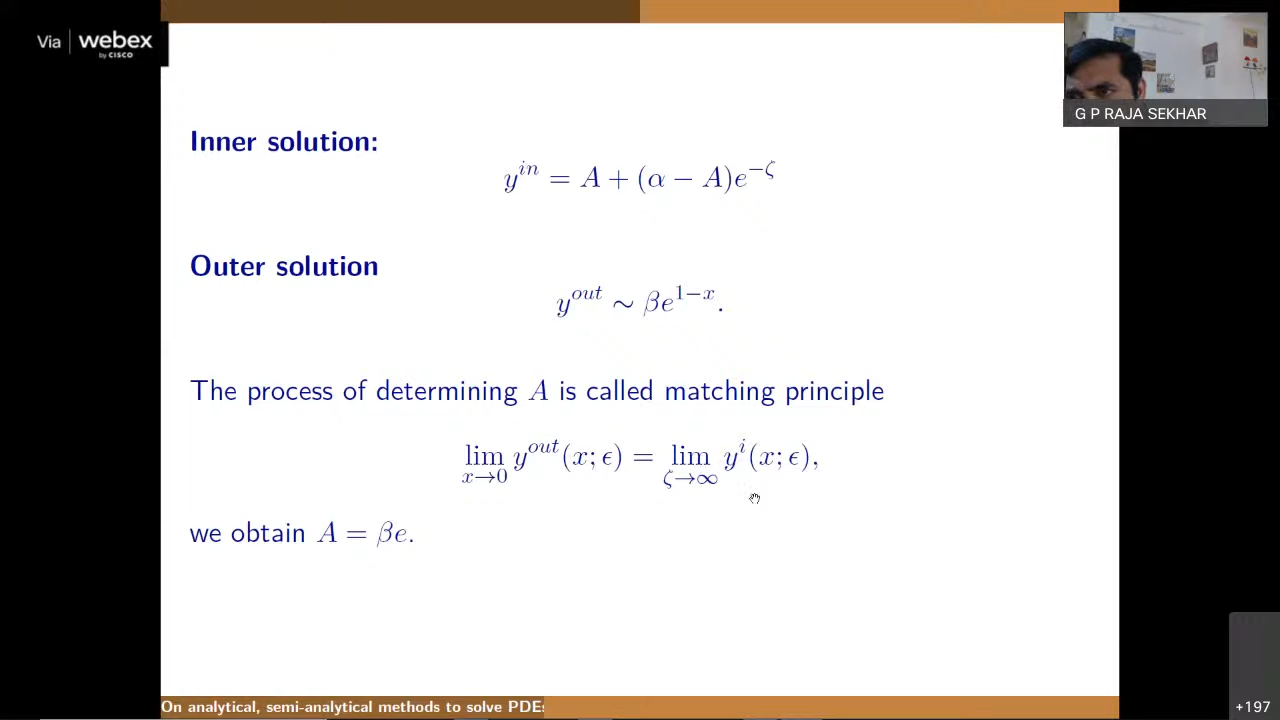 Via webex
by CISCO
G P RAJA SEKHAR
Inner solution:
y^{in} = A + (α − A)e^{−ζ}
Outer solution
y^{out} ∼ βe^{1−x}.
The process of determining A is called matching principle
lim_{x→0} y^{out}(x; ϵ) = lim_{ζ→∞} y^{i}(x; ϵ),
we obtain A = βe.
On analytical, semi-analytical methods to solve PDEs
+197